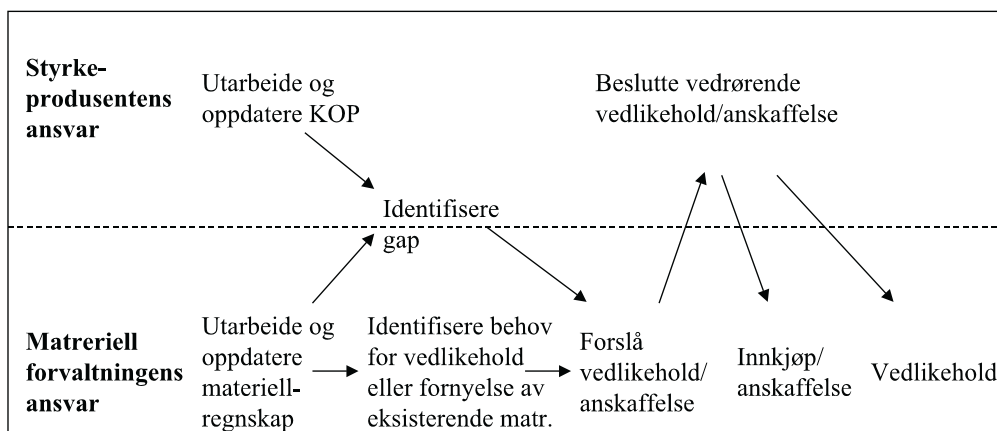 Styrke-
produsentens
ansvar
Utarbeide og
oppdatere KOP
Beslutte vedrørende
vedlikehold/anskaffelse
Identifisere
gap
Matreriell
forvaltningens
ansvar
Utarbeide og
oppdatere
materiell-
regnskap
Identifisere behov
for vedlikehold
eller fornyelse av
eksisterende matr.
Forslå
vedlikehold/
anskaffelse
Innkjøp/
anskaffelse
Vedlikehold